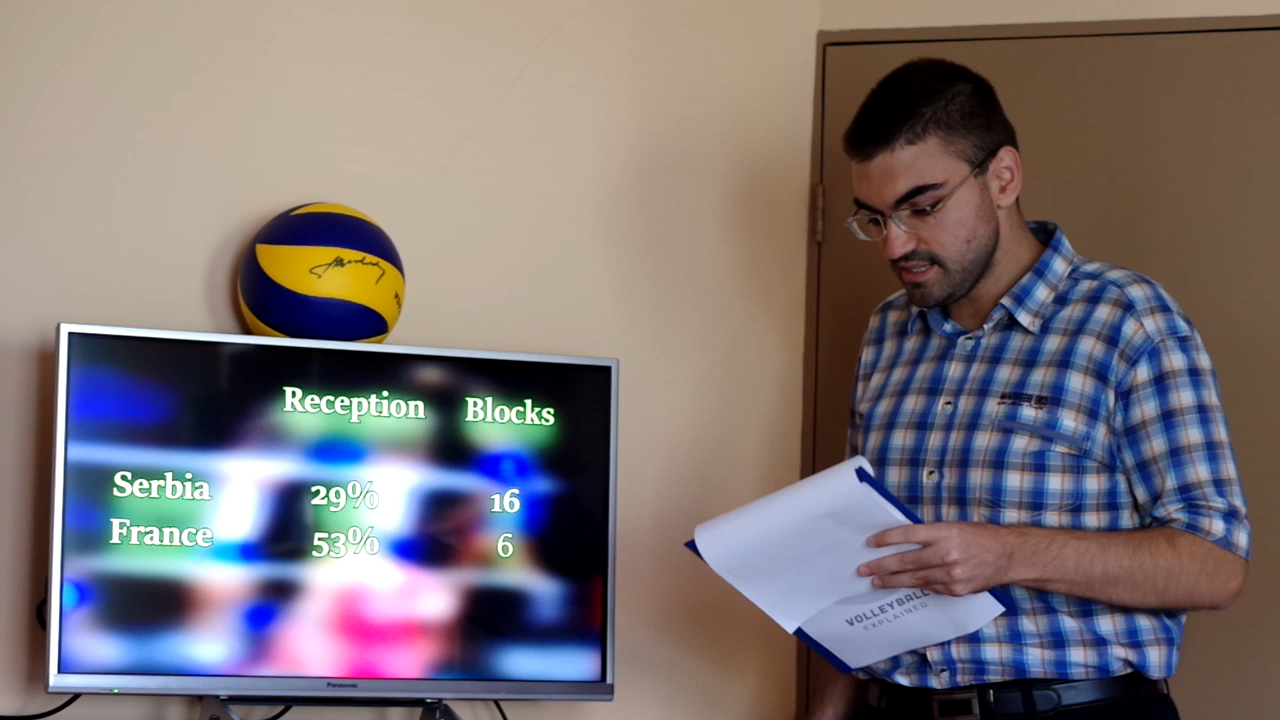 Reception Blocks
Serbia 29% 16
France 53% 6
Panasonic
VOLLEYBALL
EXPLAINED